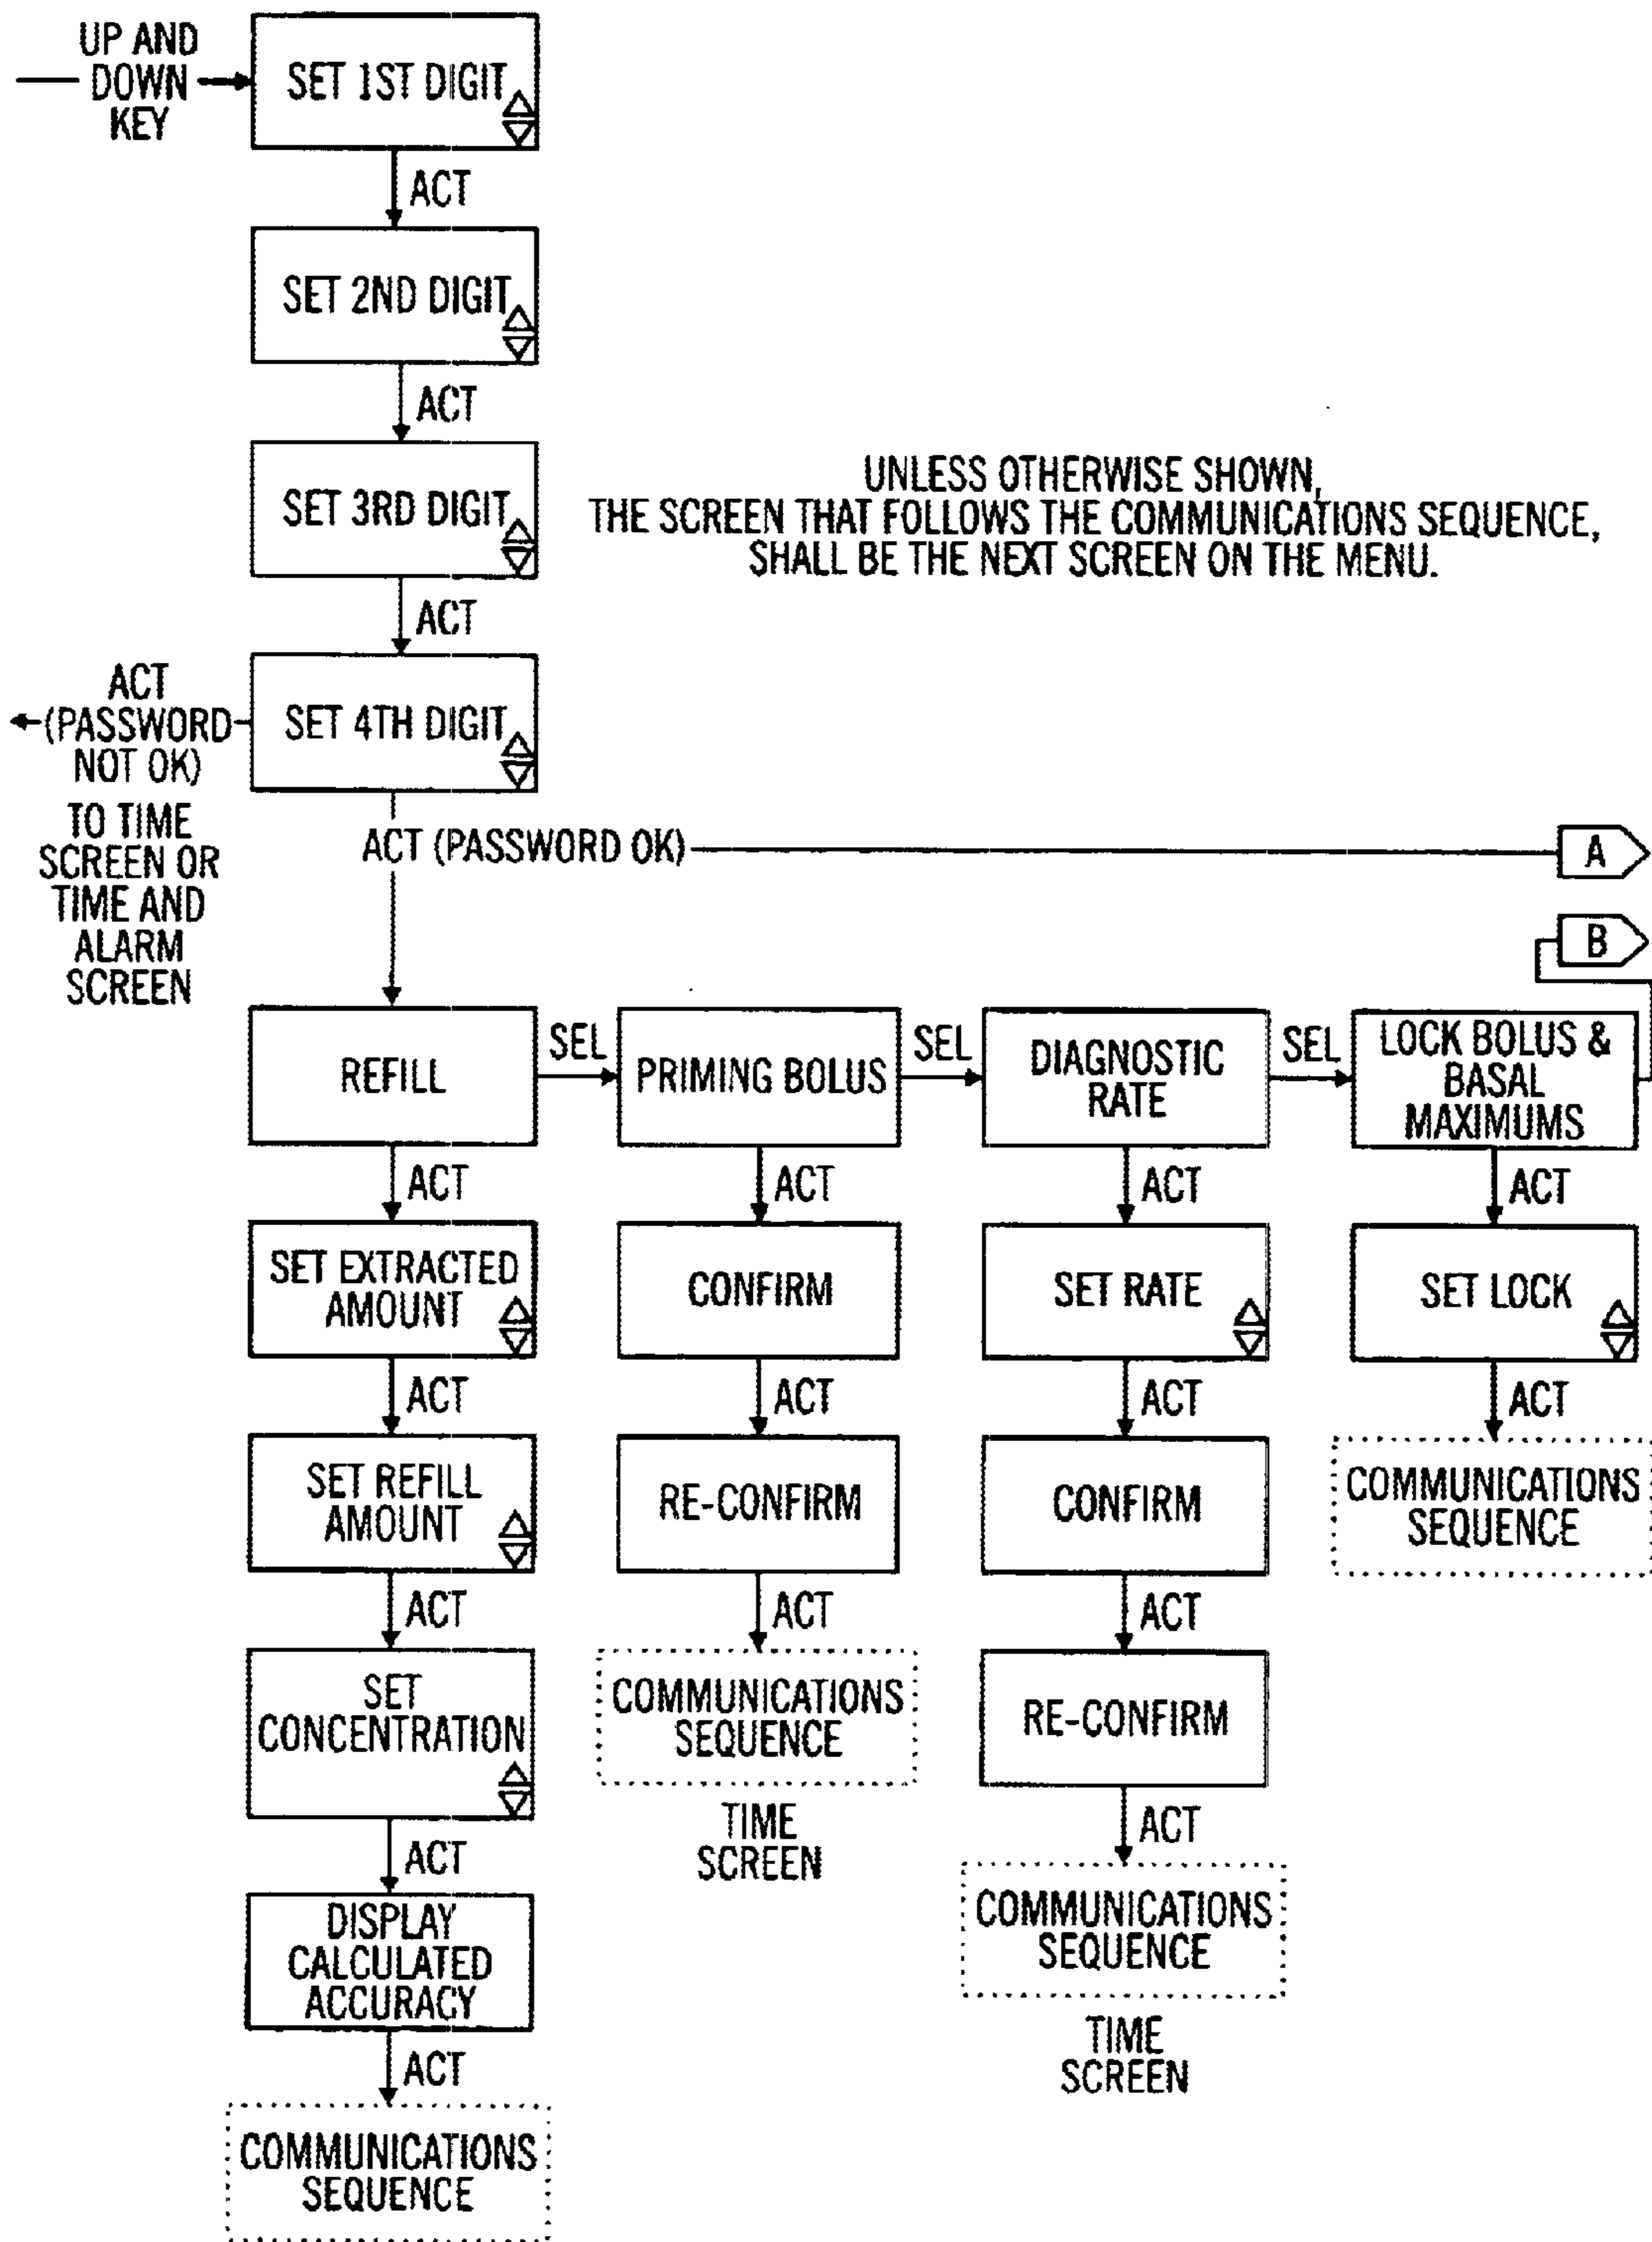 UP AND
DOWN
KEY
SET 1ST DIGIT
ACT
SET 2ND DIGIT
ACT
SET 3RD DIGIT
UNLESS OTHERWISE SHOWN,
THE SCREEN THAT FOLLOWS THE COMMUNICATIONS SEQUENCE,
SHALL BE THE NEXT SCREEN ON THE MENU.
ACT
ACT
(PASSWORD
NOT OK)
TO TIME
SCREEN OR
TIME AND
ALARM
SCREEN
SET 4TH DIGIT
ACT (PASSWORD OK)
A
B
REFILL
SEL
PRIMING BOLUS
SEL
DIAGNOSTIC
RATE
SEL
LOCK BOLUS &
BASAL
MAXIMUMS
ACT
SET EXTRACTED
AMOUNT
ACT
SET REFILL
AMOUNT
ACT
SET
CONCENTRATION
ACT
DISPLAY
CALCULATED
ACCURACY
ACT
COMMUNICATIONS
SEQUENCE
ACT
CONFIRM
ACT
RE-CONFIRM
ACT
COMMUNICATIONS
SEQUENCE
TIME
SCREEN
ACT
SET RATE
ACT
CONFIRM
ACT
RE-CONFIRM
ACT
COMMUNICATIONS
SEQUENCE
TIME
SCREEN
ACT
SET LOCK
ACT
COMMUNICATIONS
SEQUENCE